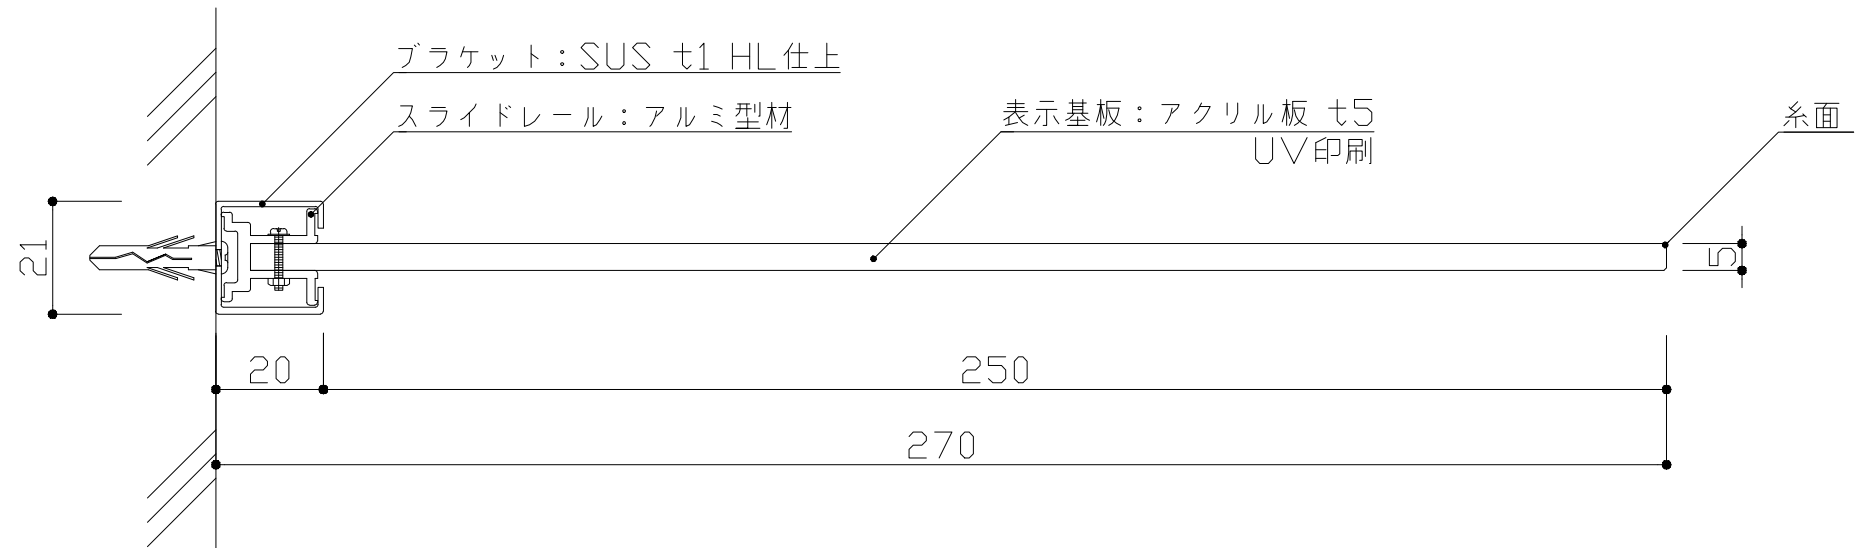 ブラケット：SUS t1 HL仕上
スライドレール：アルミ型材
表示基板：アクリル板 t5
UV印刷
糸面
21
5
20
250
270